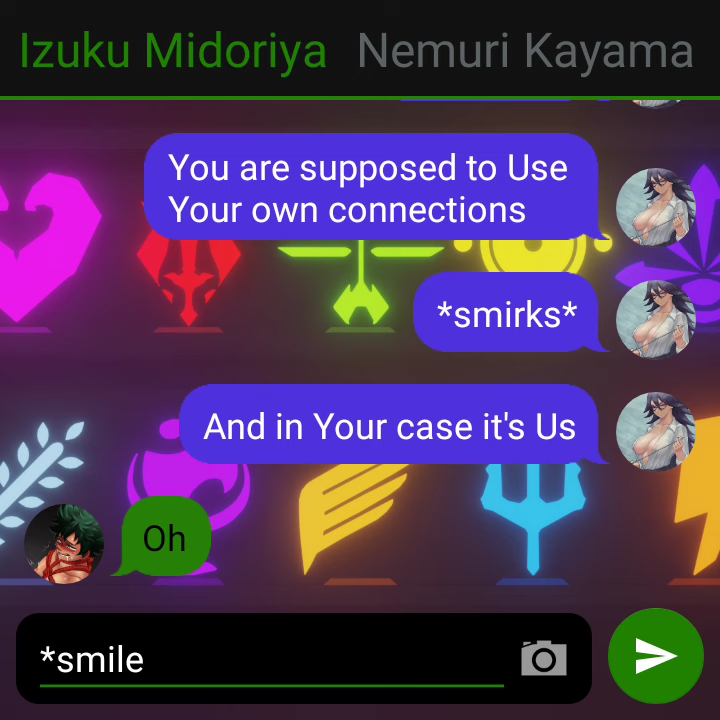 Izuku Midoriya Nemuri Kayama
You are supposed to Use
Your own connections
*smirks*
And in Your case it's Us
Oh
*smile